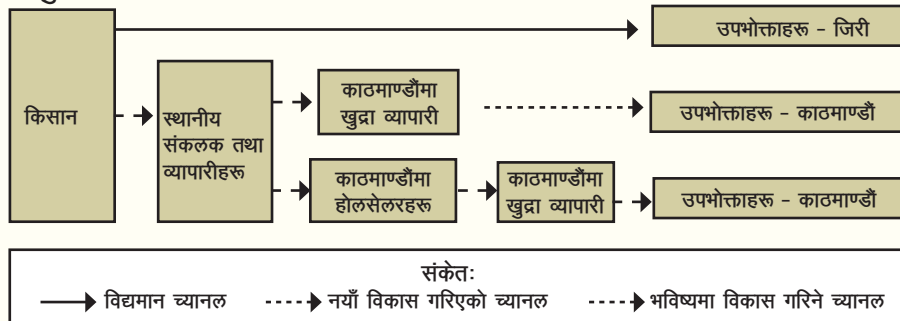 उपभोक्ताहरू - जिरी
किसान
स्थानीय
संकलक तथा
व्यापारीहरू
काठमाण्डौंमा
खुद्रा व्यापारी
उपभोक्ताहरू - काठमाण्डौं
काठमाण्डौंमा
होलसेलरहरू
काठमाण्डौंमा
खुद्रा व्यापारी
उपभोक्ताहरू - काठमाण्डौं
संकेतः
विद्यमान च्यानल
नयाँ विकास गरिएको च्यानल
भविष्यमा विकास गरिने च्यानल